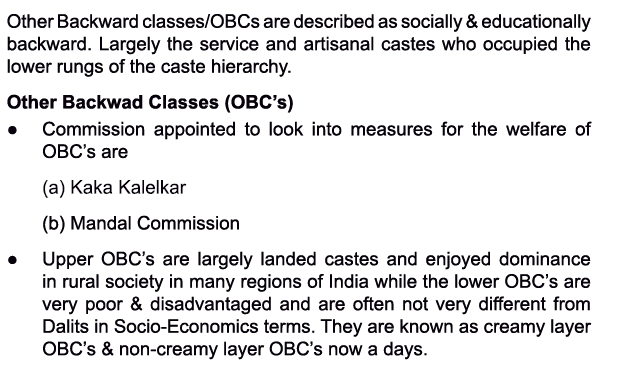 Other Backward classes/OBCs are described as socially & educationally
backward. Largely the service and artisanal castes who occupied the
lower rungs of the caste hierarchy.
Other Backwad Classes (OBC's)
● Commission appointed to look into measures for the welfare of
OBC's are
(a) Kaka Kalelkar
(b) Mandal Commission
● Upper OBC's are largely landed castes and enjoyed dominance
in rural society in many regions of India while the lower OBC's are
very poor & disadvantaged and are often not very different from
Dalits in Socio-Economics terms. They are known as creamy layer
OBC's & non-creamy layer OBC's now a days.